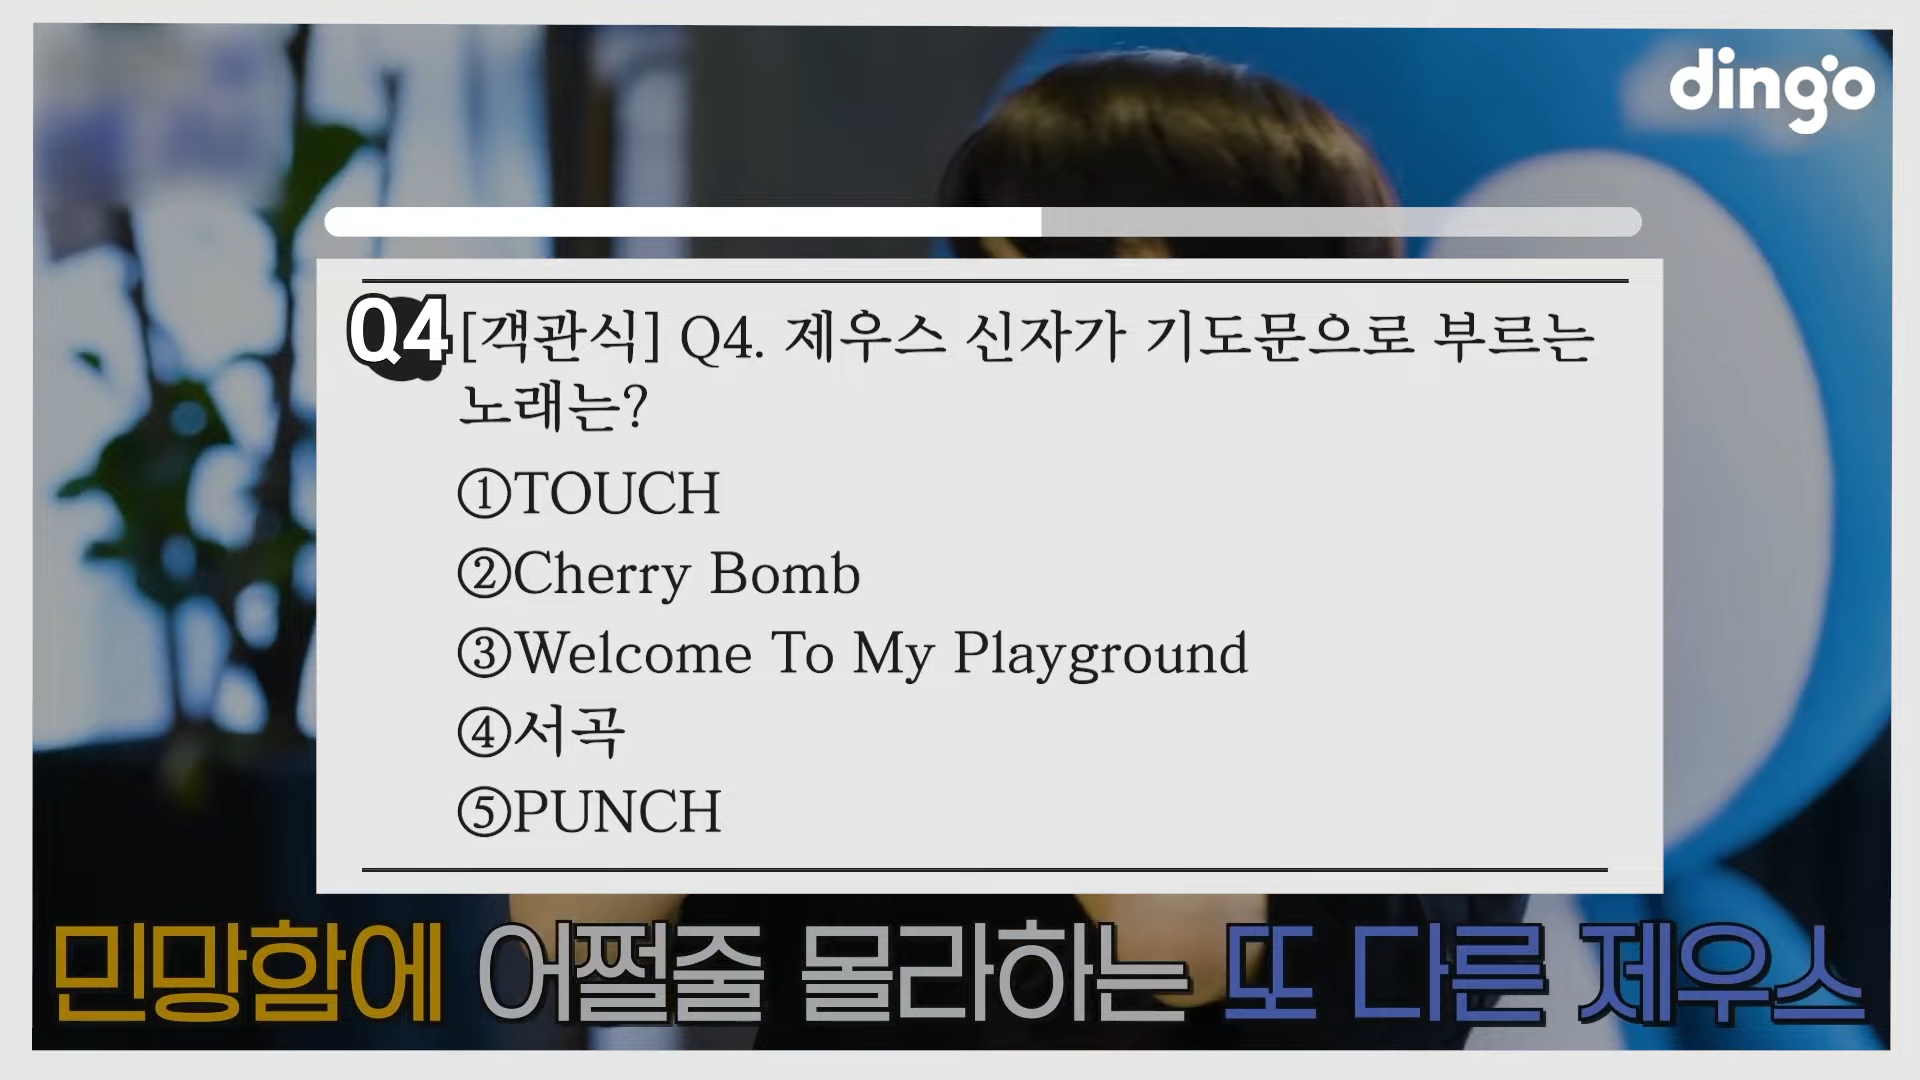 dingo
Q4 [객관식] Q4. 제우스 신자가 기도문으로 부르는
노래는?
①TOUCH
②Cherry Bomb
③Welcome To My Playground
④서곡
⑤PUNCH
민망함에 어쩔줄 몰라하는 또 다른 제우스